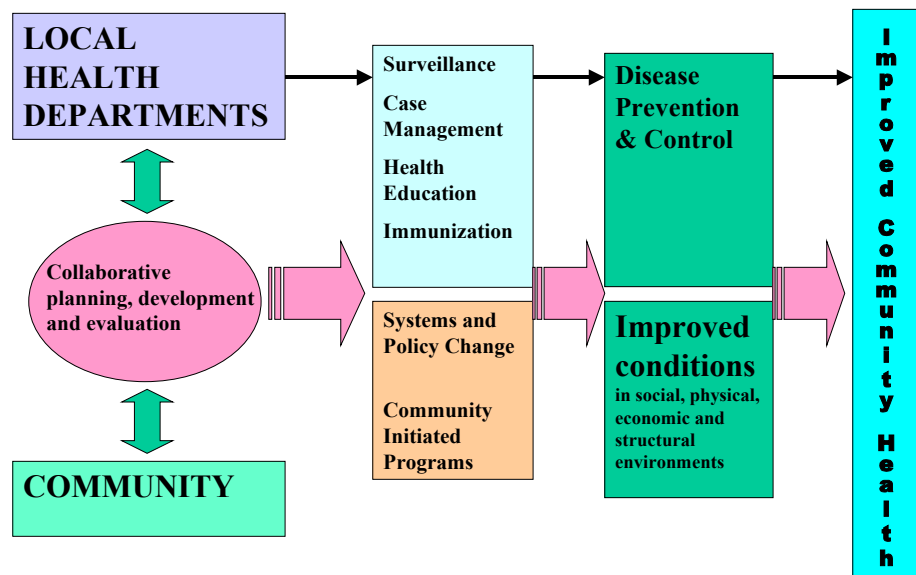 LOCAL
HEALTH
DEPARTMENTS
Collaborative
planning, development
and evaluation
COMMUNITY
Surveillance
Case
Management
Health
Education
Immunization
Systems and
Policy Change
Community
Initiated
Programs
Disease
Prevention
& Control
Improved
conditions
in social, physical,
economic and
structural
environments
Improved Community Health